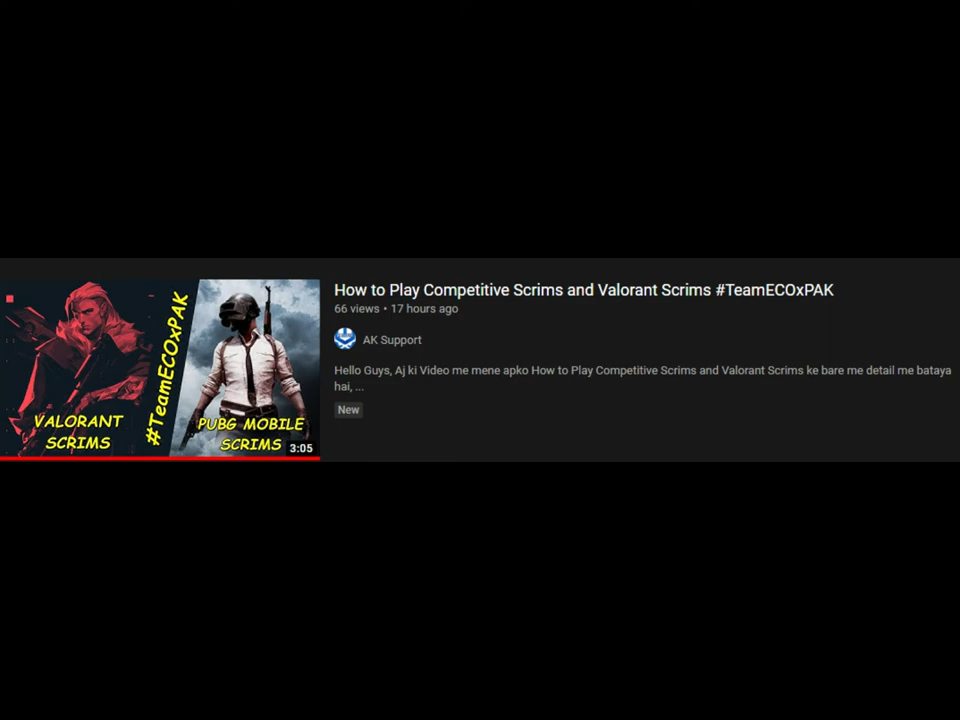 How to Play Competitive Scrims and Valorant Scrims #TeamECOxPAK
66 views • 17 hours ago
AK Support
Hello Guys, Aj ki Video me mene apko How to Play Competitive Scrims and Valorant Scrims ke bare me detail me bataya
hai, ...
New
VALORANT
SCRIMS
#TeamECOxPAK
PUBG MOBILE
SCRIMS
3:05